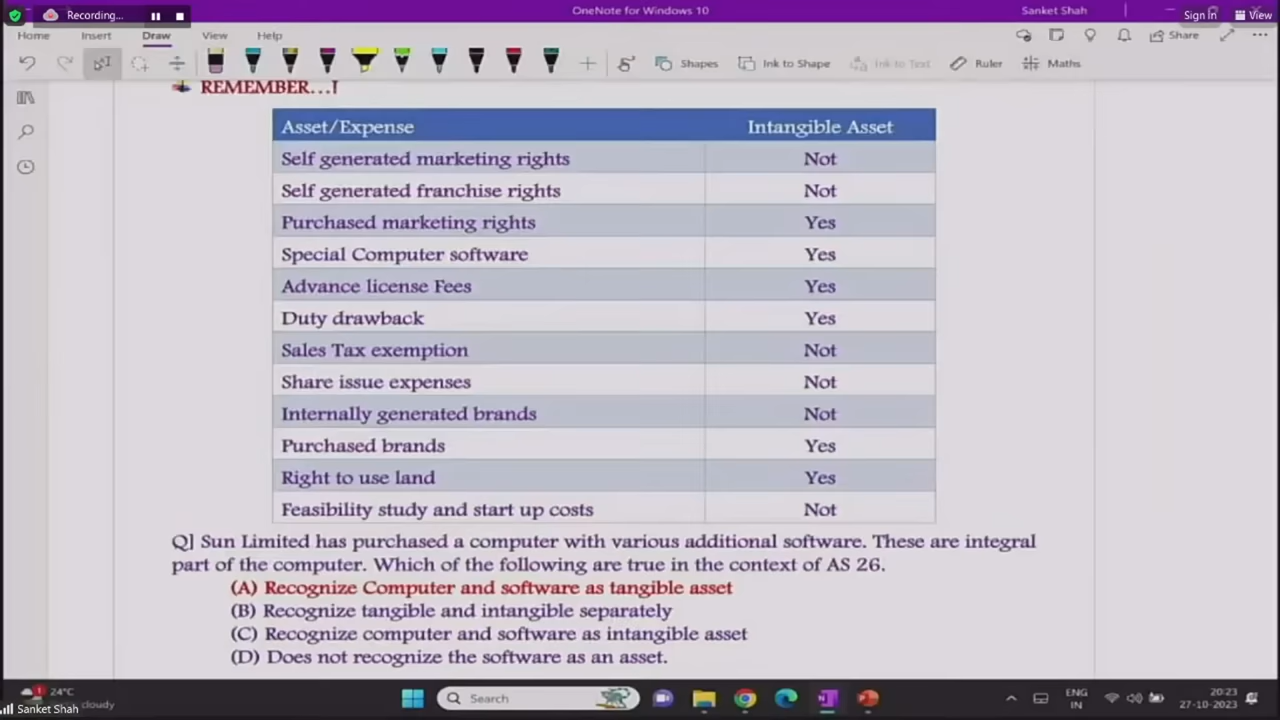 Recording...
OneNote for Windows 10
Sanket Shah
Sign in
View
Home Insert Draw View Help
Share
Shapes Ink to Shape Ink to Text Ruler Maths
REMEMBER...!
Asset/Expense Intangible Asset
Self generated marketing rights Not
Self generated franchise rights Not
Purchased marketing rights Yes
Special Computer software Yes
Advance license Fees Yes
Duty drawback Yes
Sales Tax exemption Not
Share issue expenses Not
Internally generated brands Not
Purchased brands Yes
Right to use land Yes
Feasibility study and start up costs Not
Q] Sun Limited has purchased a computer with various additional software. These are integral
part of the computer. Which of the following are true in the context of AS 26.
(A) Recognize Computer and software as tangible asset
(B) Recognize tangible and intangible separately
(C) Recognize computer and software as intangible asset
(D) Does not recognize the software as an asset.
1
24°C
cloudy
Sanket Shah
Search
ENG
IN
20:23
27-10-2023